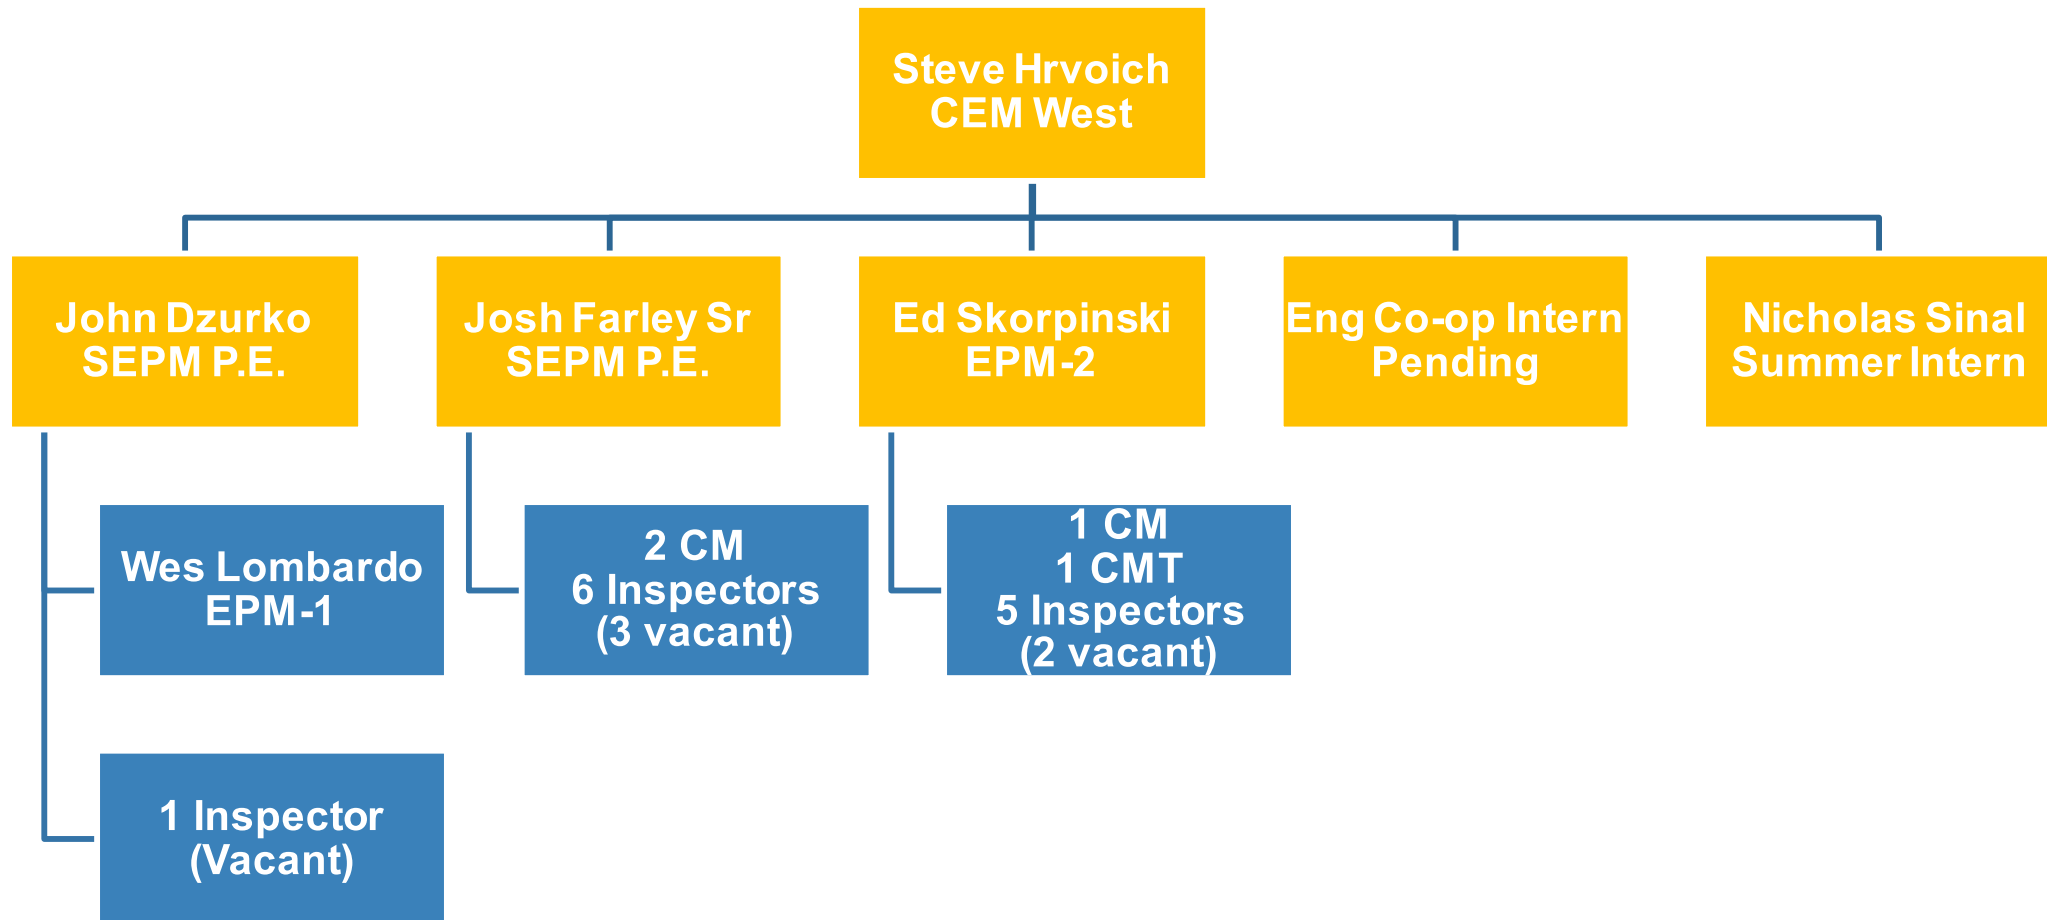 Steve Hrvoich
CEM West
John Dzurko
SEPM P.E.
Josh Farley Sr
SEPM P.E.
Ed Skorpinski
EPM-2
Eng Co-op Intern
Pending
Nicholas Sinal
Summer Intern
Wes Lombardo
EPM-1
2 CM
6 Inspectors
(3 vacant)
1 CM
1 CMT
5 Inspectors
(2 vacant)
1 Inspector
(Vacant)